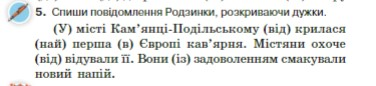 5. Спиши повідомлення Родзинки, розкриваючи дужки.
(У) місті Кам'янці-Подільському (від) крилася
(най) перша (в) Європі кав'ярня. Містяни охоче
(від) відували її. Вони (із) задоволенням смакували
новий напій.